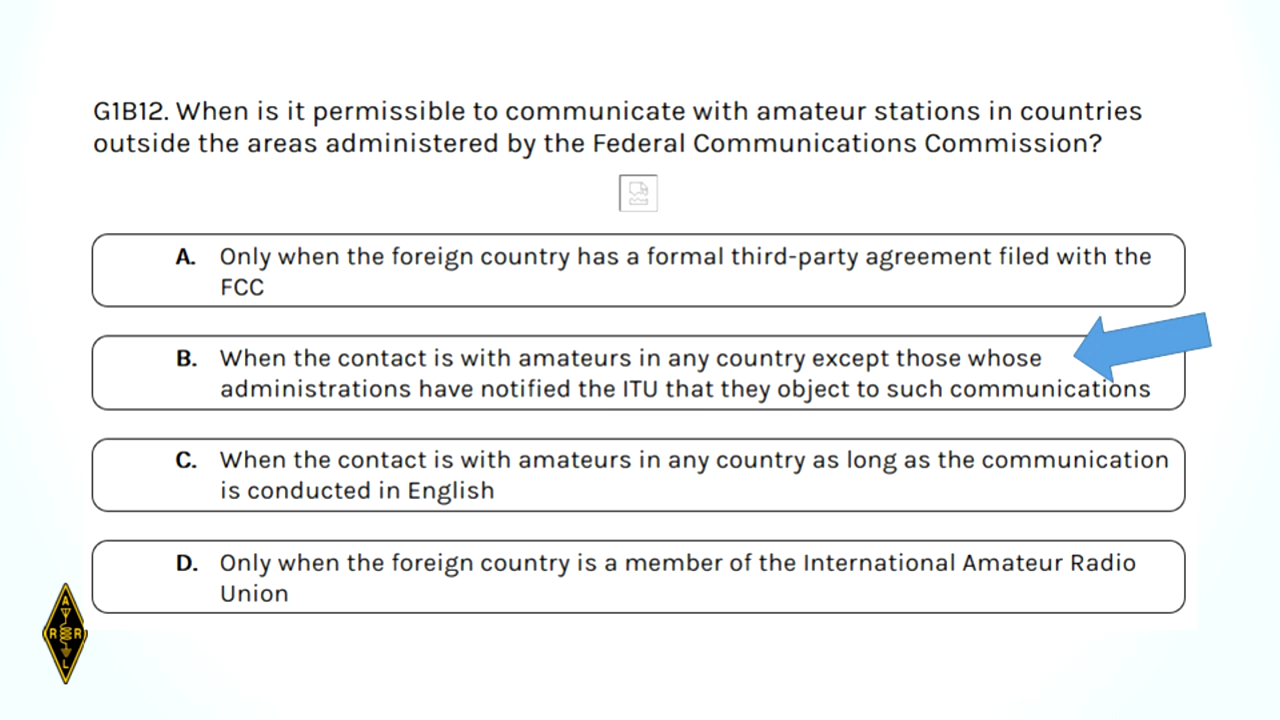 G1B12. When is it permissible to communicate with amateur stations in countries
outside the areas administered by the Federal Communications Commission?
A. Only when the foreign country has a formal third-party agreement filed with the
FCC
B. When the contact is with amateurs in any country except those whose
administrations have notified the ITU that they object to such communications
C. When the contact is with amateurs in any country as long as the communication
is conducted in English
D. Only when the foreign country is a member of the International Amateur Radio
Union
A
R R
L